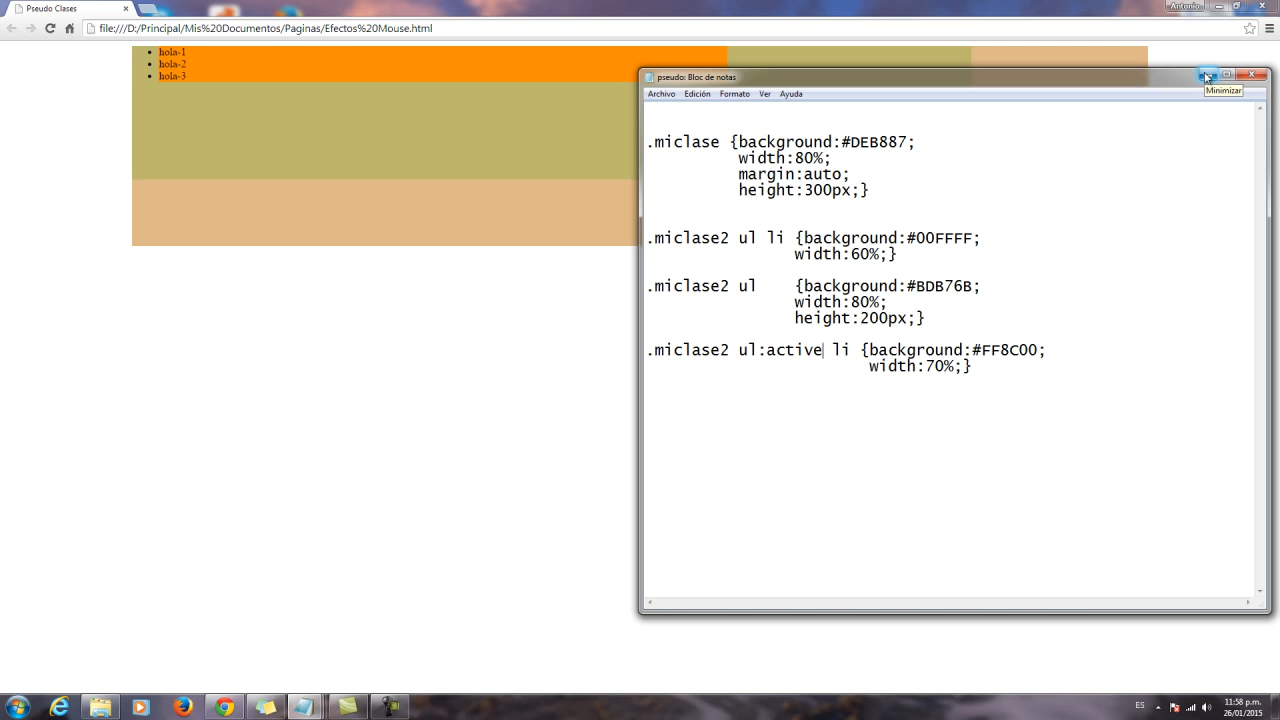 Pseudo Clases
Antonio
file:///D:/Principal/Mis%20Documentos/Paginas/Efectos%20Mouse.html
hola-1
hola-2
hola-3
pseudo: Bloc de notas
Minimizar
Archivo Edición Formato Ver Ayuda
.miclase {background:#DEB887;
width:80%;
margin:auto;
height:300px;}
.miclase2 ul li {background:#00FFFF;
width:60%;}
.miclase2 ul {background:#BDB76B;
width:80%;
height:200px;}
.miclase2 ul:active li {background:#FF8C00;
width:70%;}
ES
11:58 p.m.
26/01/2015